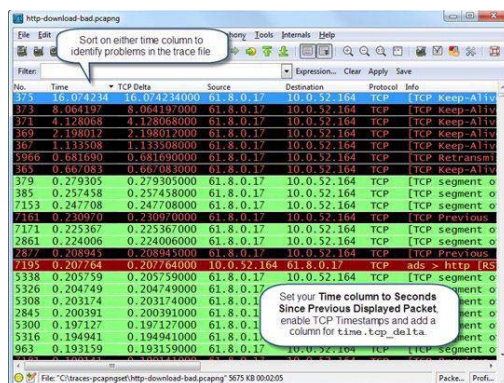 http-download-bad.pcapng
File Edit phony Tools Internals Help
Sort on either time column to
identify problems in the trace file
Filter: Expression... Clear Apply Save
No. Time TCP Delta Source Destination Protocol Info
375 16.074234 16.074234000 61.8.0.17 10.0.52.164 TCP [TCP Keep-Aliv
373 8.064197 8.064197000 61.8.0.17 10.0.52.164 TCP [TCP Keep-Aliv
371 4.128068 4.128068000 61.8.0.17 10.0.52.164 TCP [TCP Keep-Aliv
369 2.198012 2.198012000 61.8.0.17 10.0.52.164 TCP [TCP Keep-Aliv
367 1.133508 1.133508000 61.8.0.17 10.0.52.164 TCP [TCP Keep-Aliv
5966 0.681690 0.681690000 61.8.0.17 10.0.52.164 TCP [TCP Retransmi
365 0.667083 0.667083000 61.8.0.17 10.0.52.164 TCP [TCP Keep-Aliv
379 0.279305 0.279305000 61.8.0.17 10.0.52.164 TCP [TCP segment o
385 0.257458 0.257458000 61.8.0.17 10.0.52.164 TCP [TCP segment o
7153 0.247708 0.247708000 61.8.0.17 10.0.52.164 TCP [TCP segment o
7161 0.230970 0.230970000 61.8.0.17 10.0.52.164 TCP [TCP Previous
7171 0.225367 0.225367000 61.8.0.17 10.0.52.164 TCP [TCP segment o
2861 0.224006 0.224006000 61.8.0.17 10.0.52.164 TCP [TCP segment o
2877 0.208945 0.208945000 61.8.0.17 10.0.52.164 TCP [TCP Previous
7195 0.207764 0.207764000 10.0.52.164 61.8.0.17 TCP ads > http [RS
5338 0.205759 0.205759000 61.8.0.17 10.0.52.164 TCP [TCP segment o
5326 0.204749 0.204749000 61.8.0.17 ment o
5308 0.203174 0.203174000 61.8.0.17 ment o
2845 0.200391 0.200391000 61.8.0.17 ment o
5300 0.197127 0.197127000 61.8.0.17 ment o
5316 0.194941 0.194941000 61.8.0.17 ment o
963 0.193159 0.193159000 61.8.0.17 ment o
Set your Time column to Seconds
Since Previous Displayed Packet,
enable TCP Timestamps and add a
column for time.tcp_delta.
File: "C:\traces-pcapngset\http-download-bad.pcapng" 5675 KB 00:02:05 Packe... Profi...